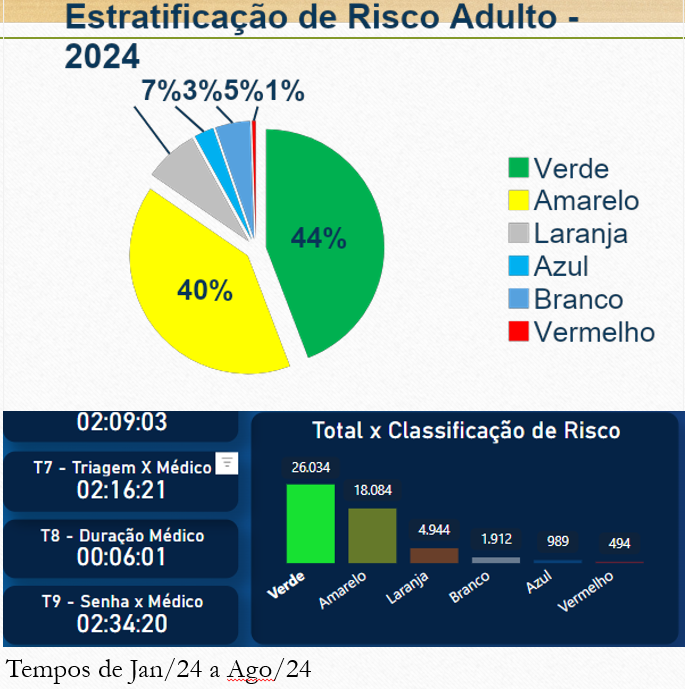 Estratificação de Risco Adulto -
2024
7%3%5%1%
44%
40%
Verde
Amarelo
Laranja
Azul
Branco
Vermelho
02:09:03
T7 - Triagem X Médico
02:16:21
T8 - Duração Médico
00:06:01
T9 - Senha x Médico
02:34:20
Total x Classificação de Risco
26.034
18.084
4.944
1.912
989
494
Verde
Amarelo
Laranja
Branco
Azul
Vermelho
Tempos de Jan/24 a Ago/24